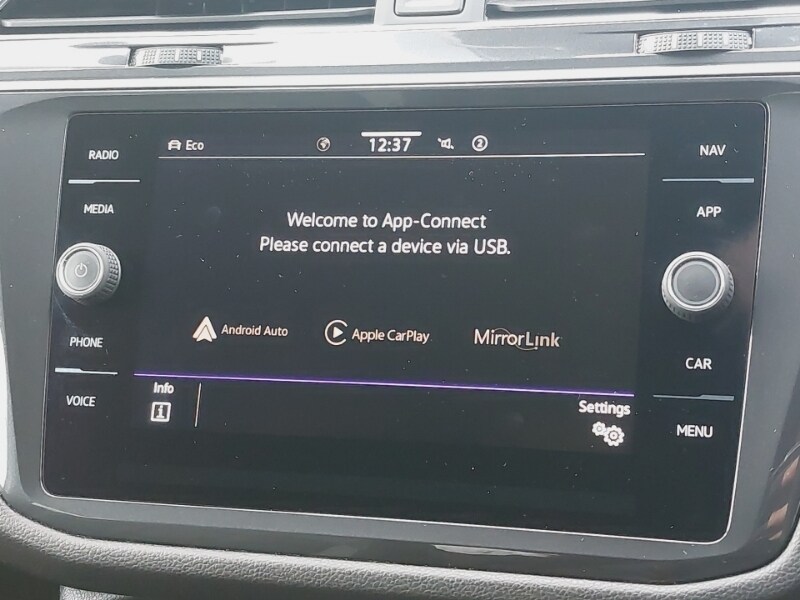 RADIO
MEDIA
PHONE
VOICE
Eco
12:37
2
Welcome to App-Connect
Please connect a device via USB.
Android Auto
Apple CarPlay
MirrorLink
Info
i
Settings
NAV
APP
CAR
MENU